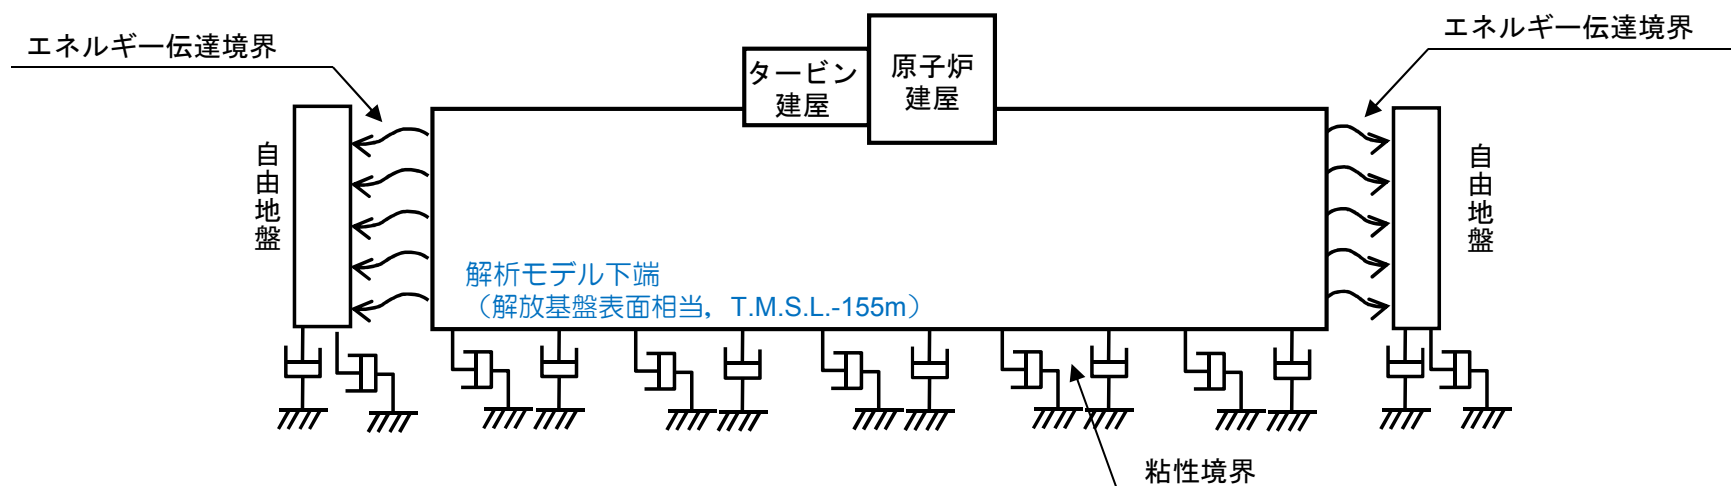 エネルギー伝達境界
エネルギー伝達境界
タービン
建屋
原子炉
建屋
自由地盤
自由地盤
解析モデル下端
（解放基盤表面相当，T.M.S.L.-155m）
粘性境界